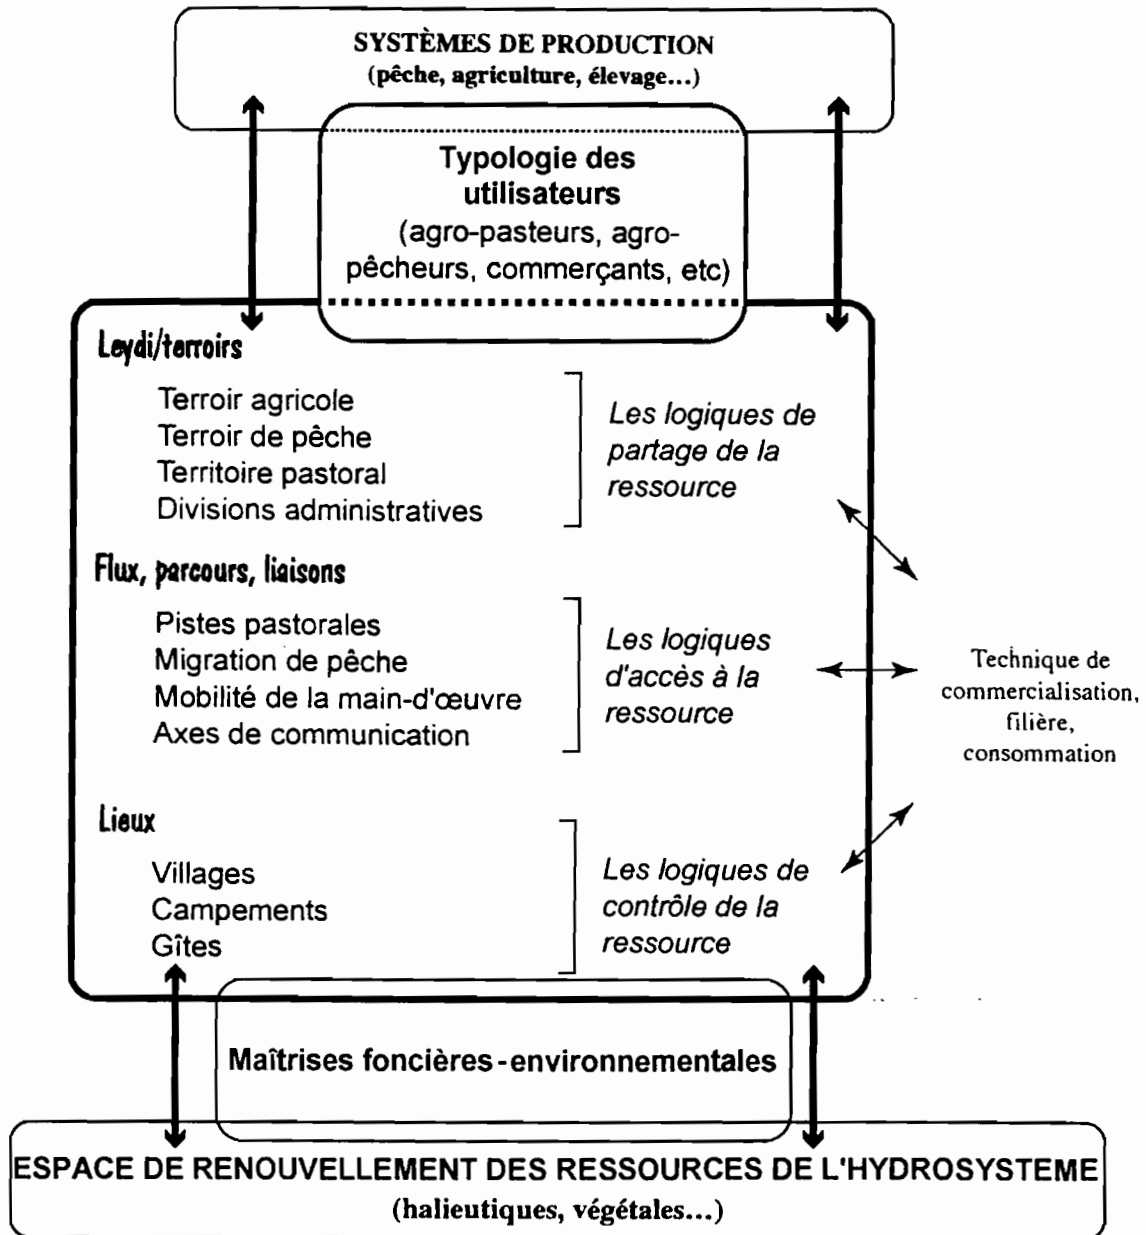 SYSTÈMES DE PRODUCTION
(pêche, agriculture, élevage...)
Typologie des
utilisateurs
(agro-pasteurs, agro-
pêcheurs, commerçants, etc)
Leydi/terroirs
Terroir agricole
Terroir de pêche
Territoire pastoral
Divisions administratives
Les logiques de
partage de la
ressource
Flux, parcours, liaisons
Pistes pastorales
Migration de pêche
Mobilité de la main-d'œuvre
Axes de communication
Les logiques
d'accès à la
ressource
Technique de
commercialisation,
filière,
consommation
Lieux
Villages
Campements
Gîtes
Les logiques de
contrôle de la
ressource
Maîtrises foncières-environnementales
ESPACE DE RENOUVELLEMENT DES RESSOURCES DE L'HYDROSYSTEME
(halieutiques, végétales...)